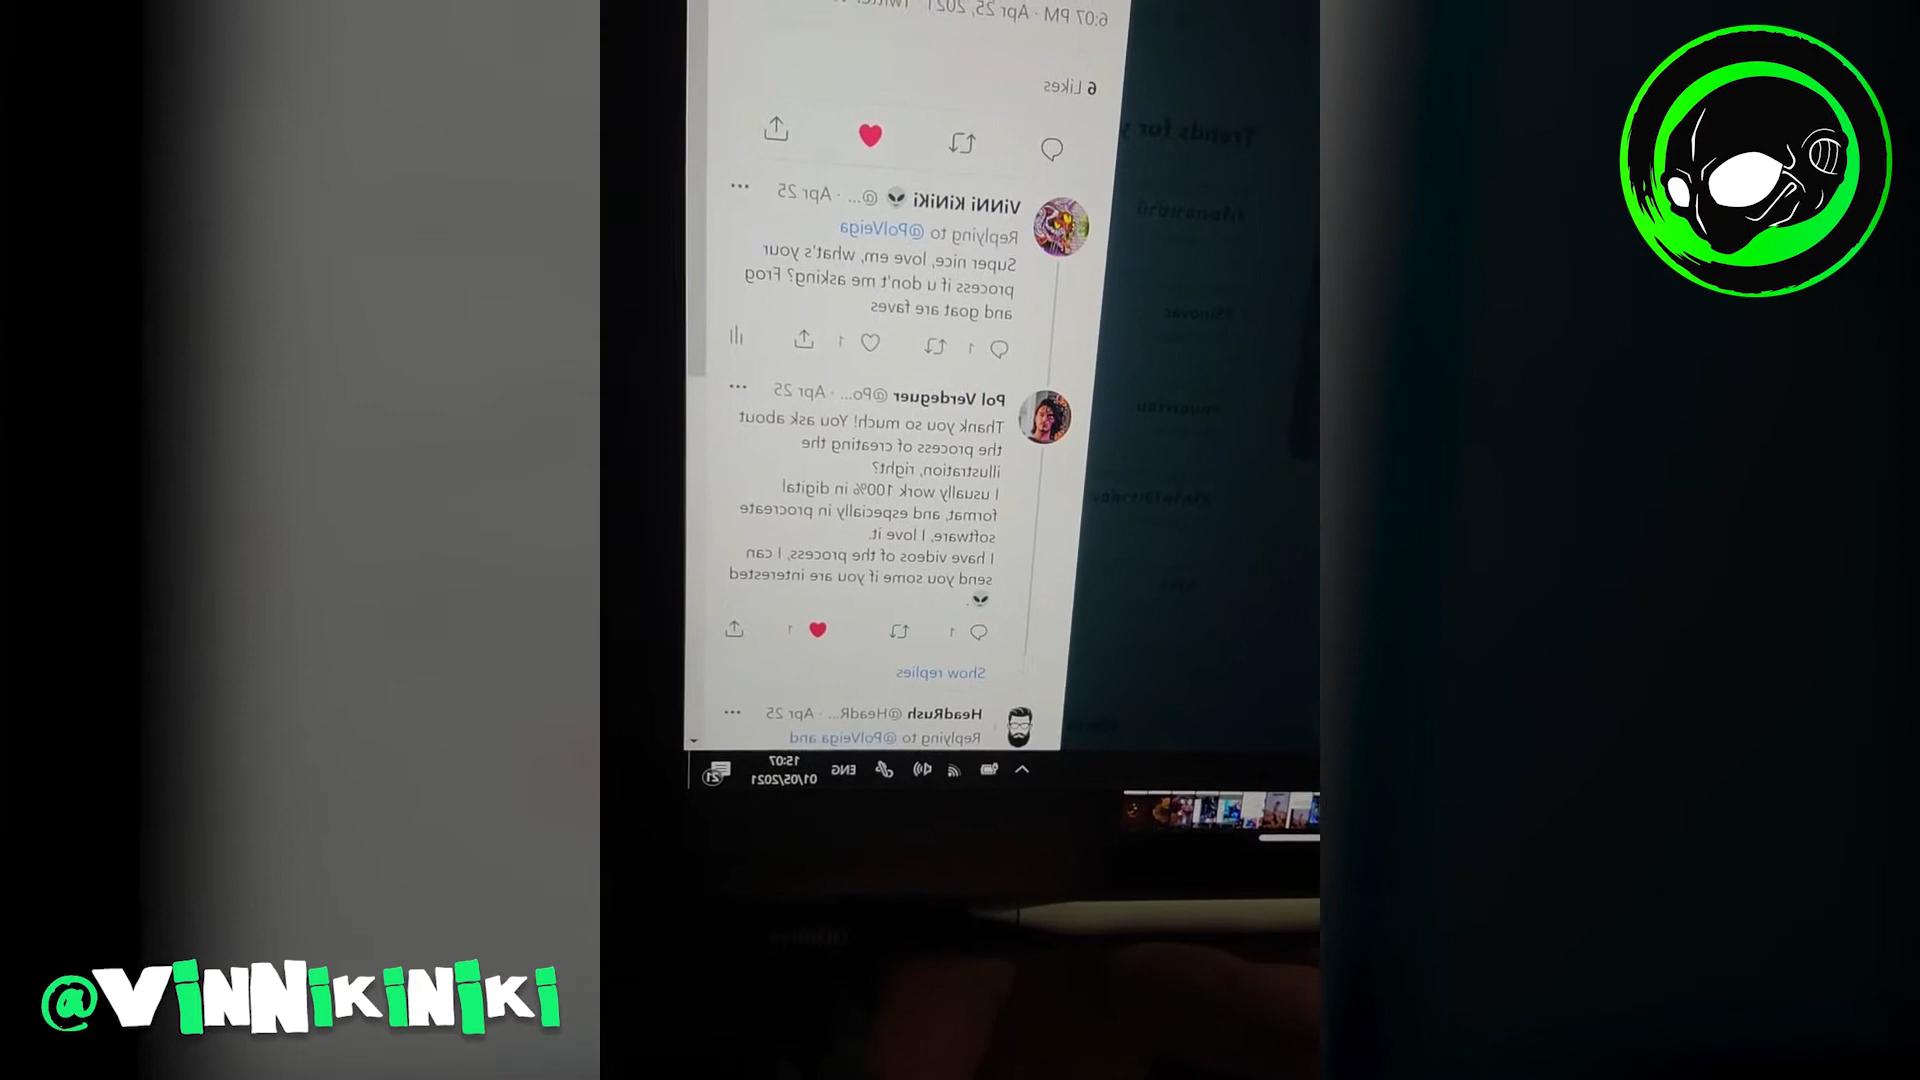 6:07 PM · Apr 25, 2021
6 Likes
Trends for y
ViNNi KiNiKi 👽 @... · Apr 25 ...
Replying to @PolVeiga
Super nice, love em, what's your
process if u don't me asking? Frog
and goat are faves
1 1
Pol Verdeguer @Po... · Apr 25 ...
Thank you so much! You ask about
the process of creating the
illustration, right?
I usually work 100% in digital
format, and especially in procreate
software, I love it.
I have videos of the process, I can
send you some if you are interested
👽.
1 1
Show replies
HeadRush @HeadR... · Apr 25 ...
Replying to @PolVeiga and
ENG
15:07
01/05/2021
21
@ViNNiKiNiKi